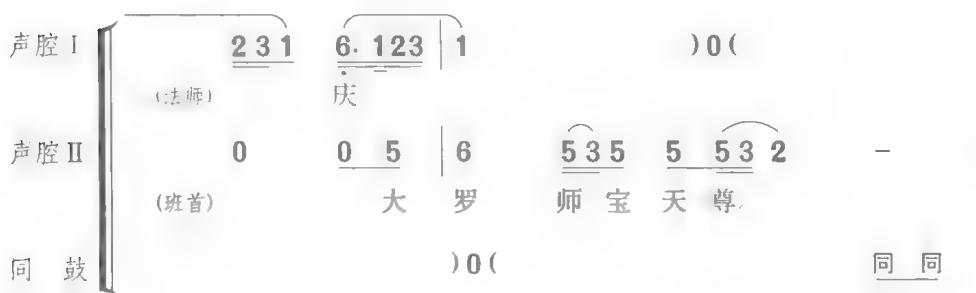 声腔 I 2 3 1 6· 1 2 3 | 1 )0(
(法师) 庆
声腔 II 0 0 5 | 6 5 3 5 5 5 3 2 –
(班首) 大 罗 师 宝 天 尊
同 鼓 )0( 同 同